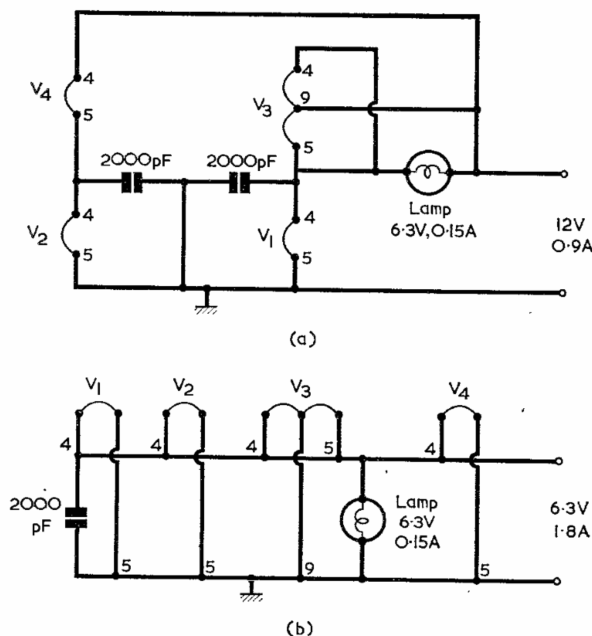 4
V4
5
4
9
V3
5
2000pF 2000pF
4
V2
5
4
V1
5
Lamp
6.3V, 0.15A
12V
0.9A
(a)
V1 V2 V3 V4
4 4 4 5 4
2000
pF
Lamp
6.3V
0.15A
6.3V
1.8A
5 5 9 5
(b)